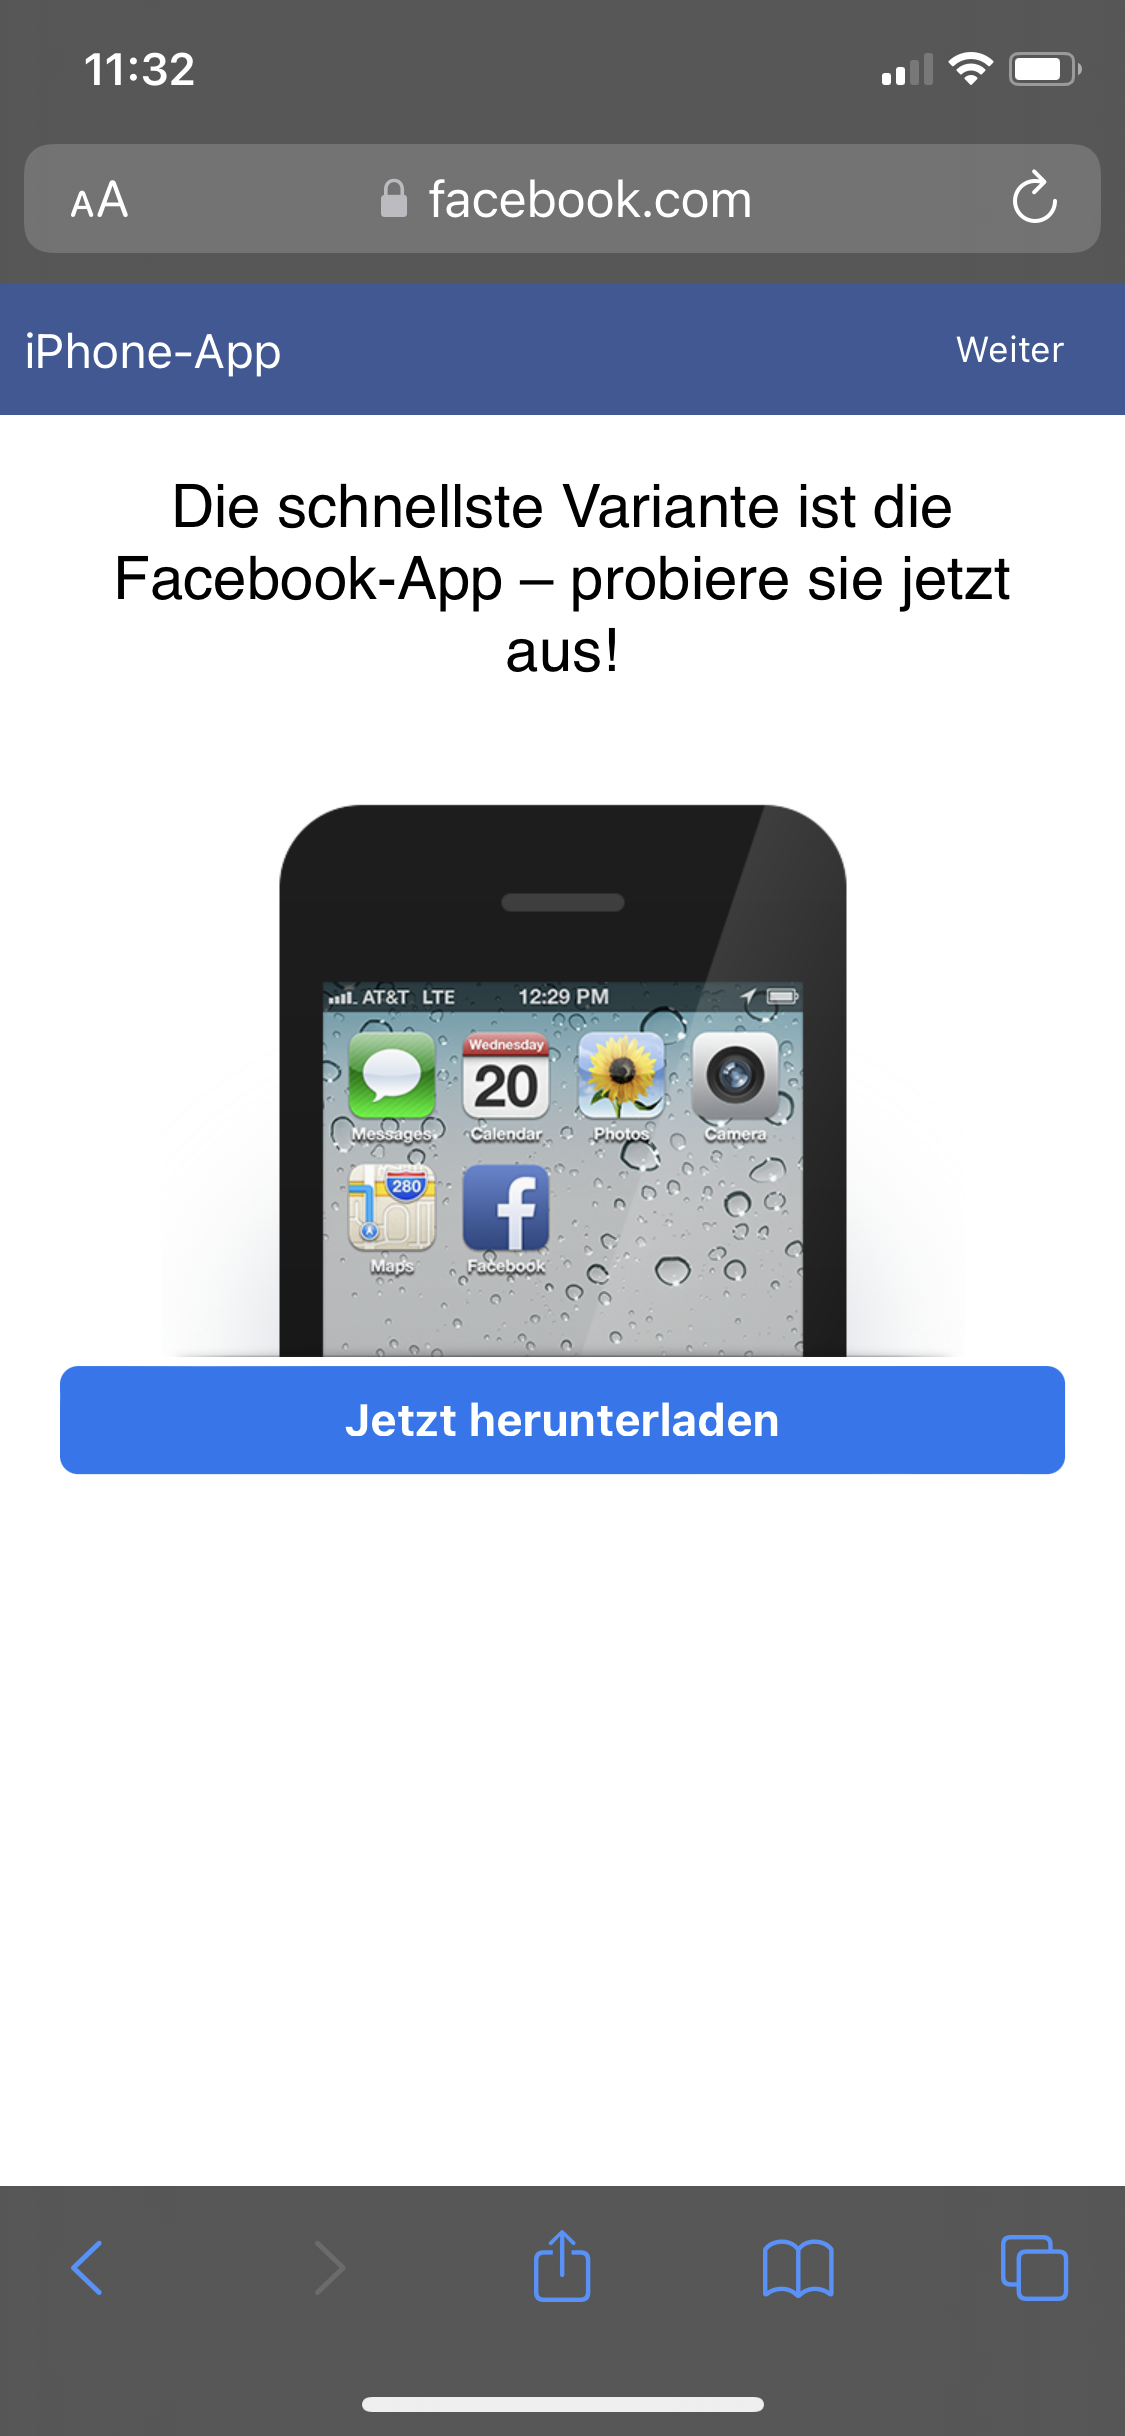 11:32
AA facebook.com
iPhone-App Weiter
Die schnellste Variante ist die
Facebook-App – probiere sie jetzt
aus!
AT&T LTE 12:29 PM
Wednesday
20
Messages Calendar Photos Camera
280
Maps Facebook
Jetzt herunterladen